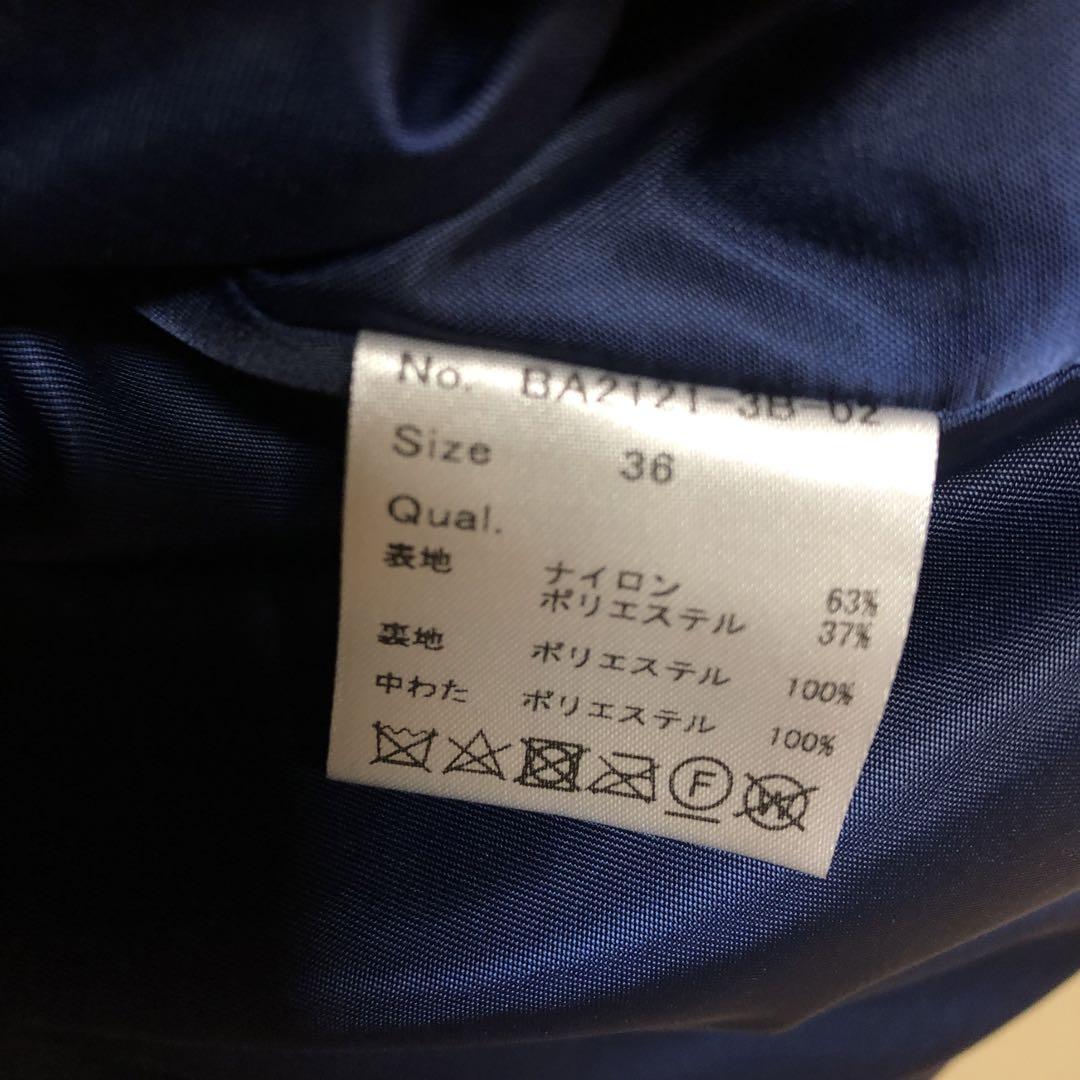 No. BA2121-3B-02
Size 36
Qual.
表地 ナイロン 63%
ポリエステル 37%
裏地 ポリエステル 100%
中わた ポリエステル 100%
F
W